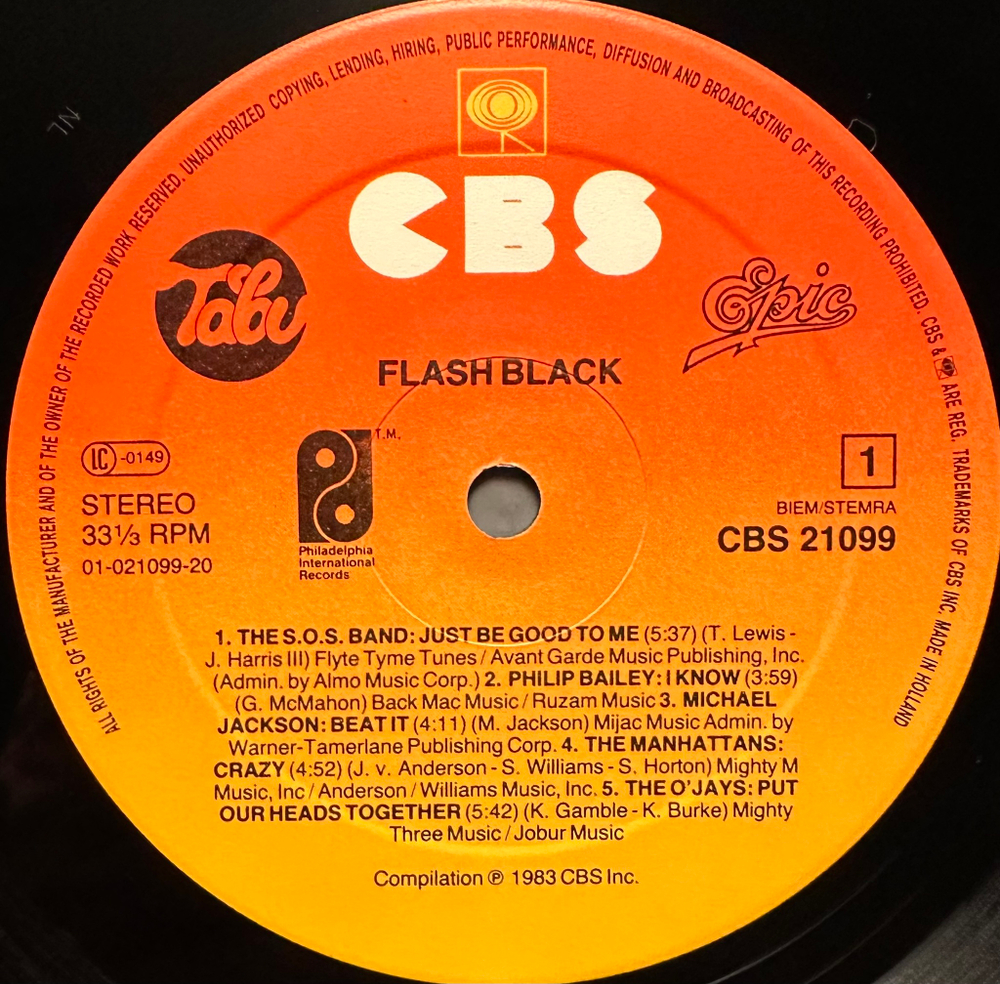 ALL RIGHTS OF THE MANUFACTURER AND OF THE OWNER OF THE RECORDED WORK RESERVED. UNAUTHORIZED COPYING, LENDING, HIRING, PUBLIC PERFORMANCE, DIFFUSION AND BROADCASTING OF THIS RECORDING PROHIBITED. CBS & ARE REG. TRADEMARKS OF CBS INC. MADE IN HOLLAND
CBS
Tabu
Epic
FLASH BLACK
T.M.
LC -0149
STEREO
33⅓ RPM
01-021099-20
Philadelphia
International
Records
1
BIEM/STEMRA
CBS 21099
1. THE S.O.S. BAND: JUST BE GOOD TO ME (5:37) (T. Lewis -
J. Harris III) Flyte Tyme Tunes / Avant Garde Music Publishing, Inc.
(Admin. by Almo Music Corp.) 2. PHILIP BAILEY: I KNOW (3:59)
(G. McMahon) Back Mac Music / Ruzam Music 3. MICHAEL
JACKSON: BEAT IT (4:11) (M. Jackson) Mijac Music Admin. by
Warner-Tamerlane Publishing Corp. 4. THE MANHATTANS:
CRAZY (4:52) (J. v. Anderson - S. Williams - S. Horton) Mighty M
Music, Inc / Anderson / Williams Music, Inc. 5. THE O'JAYS: PUT
OUR HEADS TOGETHER (5:42) (K. Gamble - K. Burke) Mighty
Three Music / Jobur Music
Compilation ℗ 1983 CBS Inc.